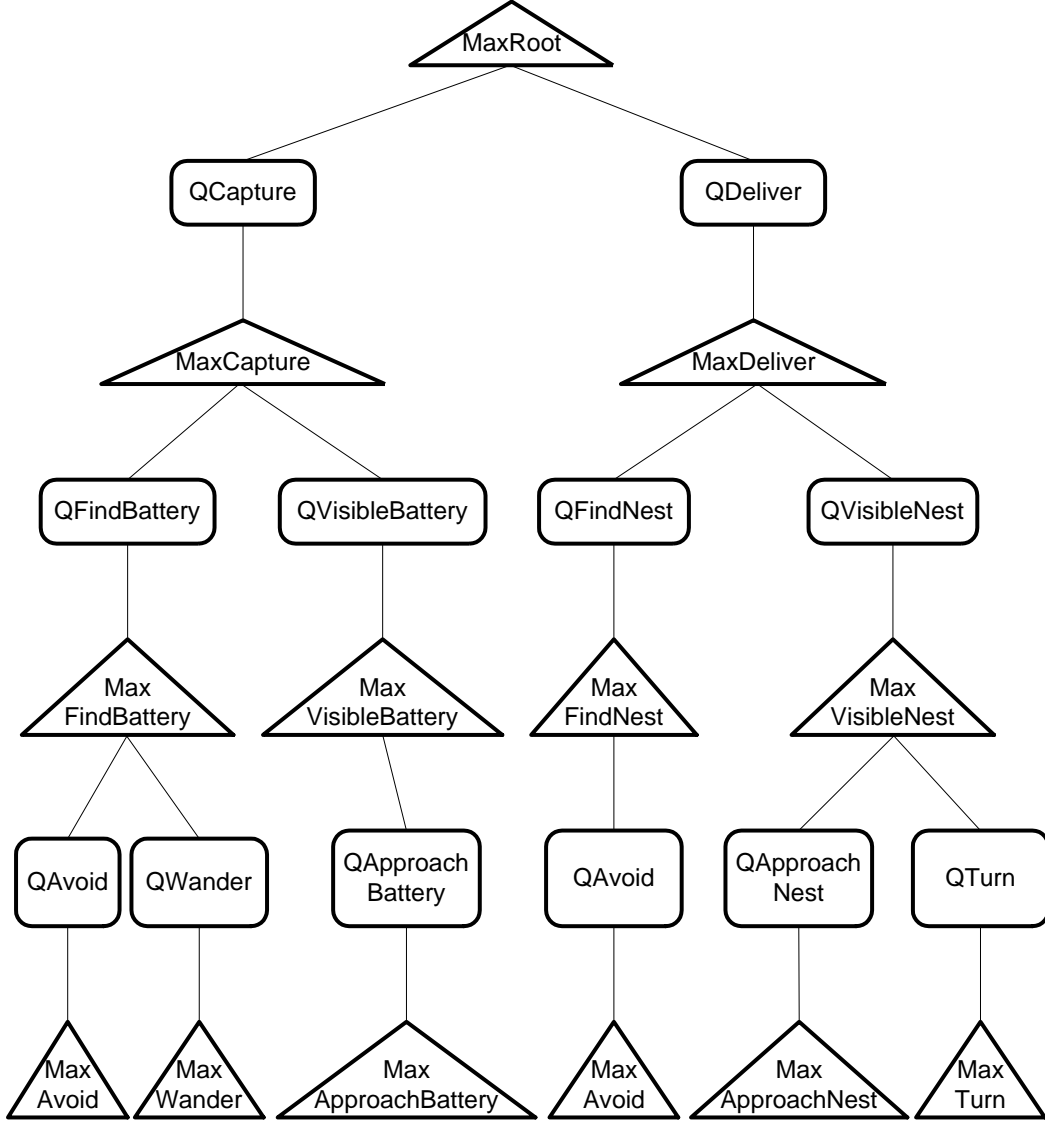 MaxRoot
QCapture
QDeliver
MaxCapture
MaxDeliver
QFindBattery
QVisibleBattery
QFindNest
QVisibleNest
Max
FindBattery
Max
VisibleBattery
Max
FindNest
Max
VisibleNest
QAvoid
QWander
QApproach
Battery
QAvoid
QApproach
Nest
QTurn
Max
Avoid
Max
Wander
Max
ApproachBattery
Max
Avoid
Max
ApproachNest
Max
Turn